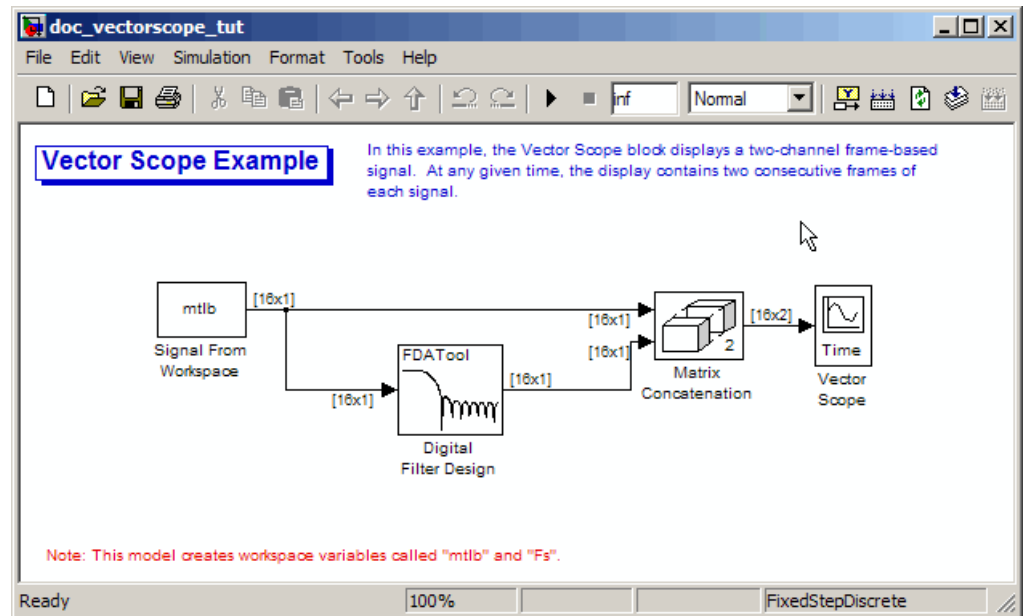 doc_vectorscope_tut
File Edit View Simulation Format Tools Help
inf Normal
Vector Scope Example
In this example, the Vector Scope block displays a two-channel frame-based
signal. At any given time, the display contains two consecutive frames of
each signal.
mtlb
[16x1]
Signal From
Workspace
[16x1]
FDATool
[16x1]
Digital
Filter Design
[16x1]
[16x1]
2
Matrix
Concatenation
[16x2]
Time
Vector
Scope
Note: This model creates workspace variables called "mtlb" and "Fs".
Ready 100% FixedStepDiscrete